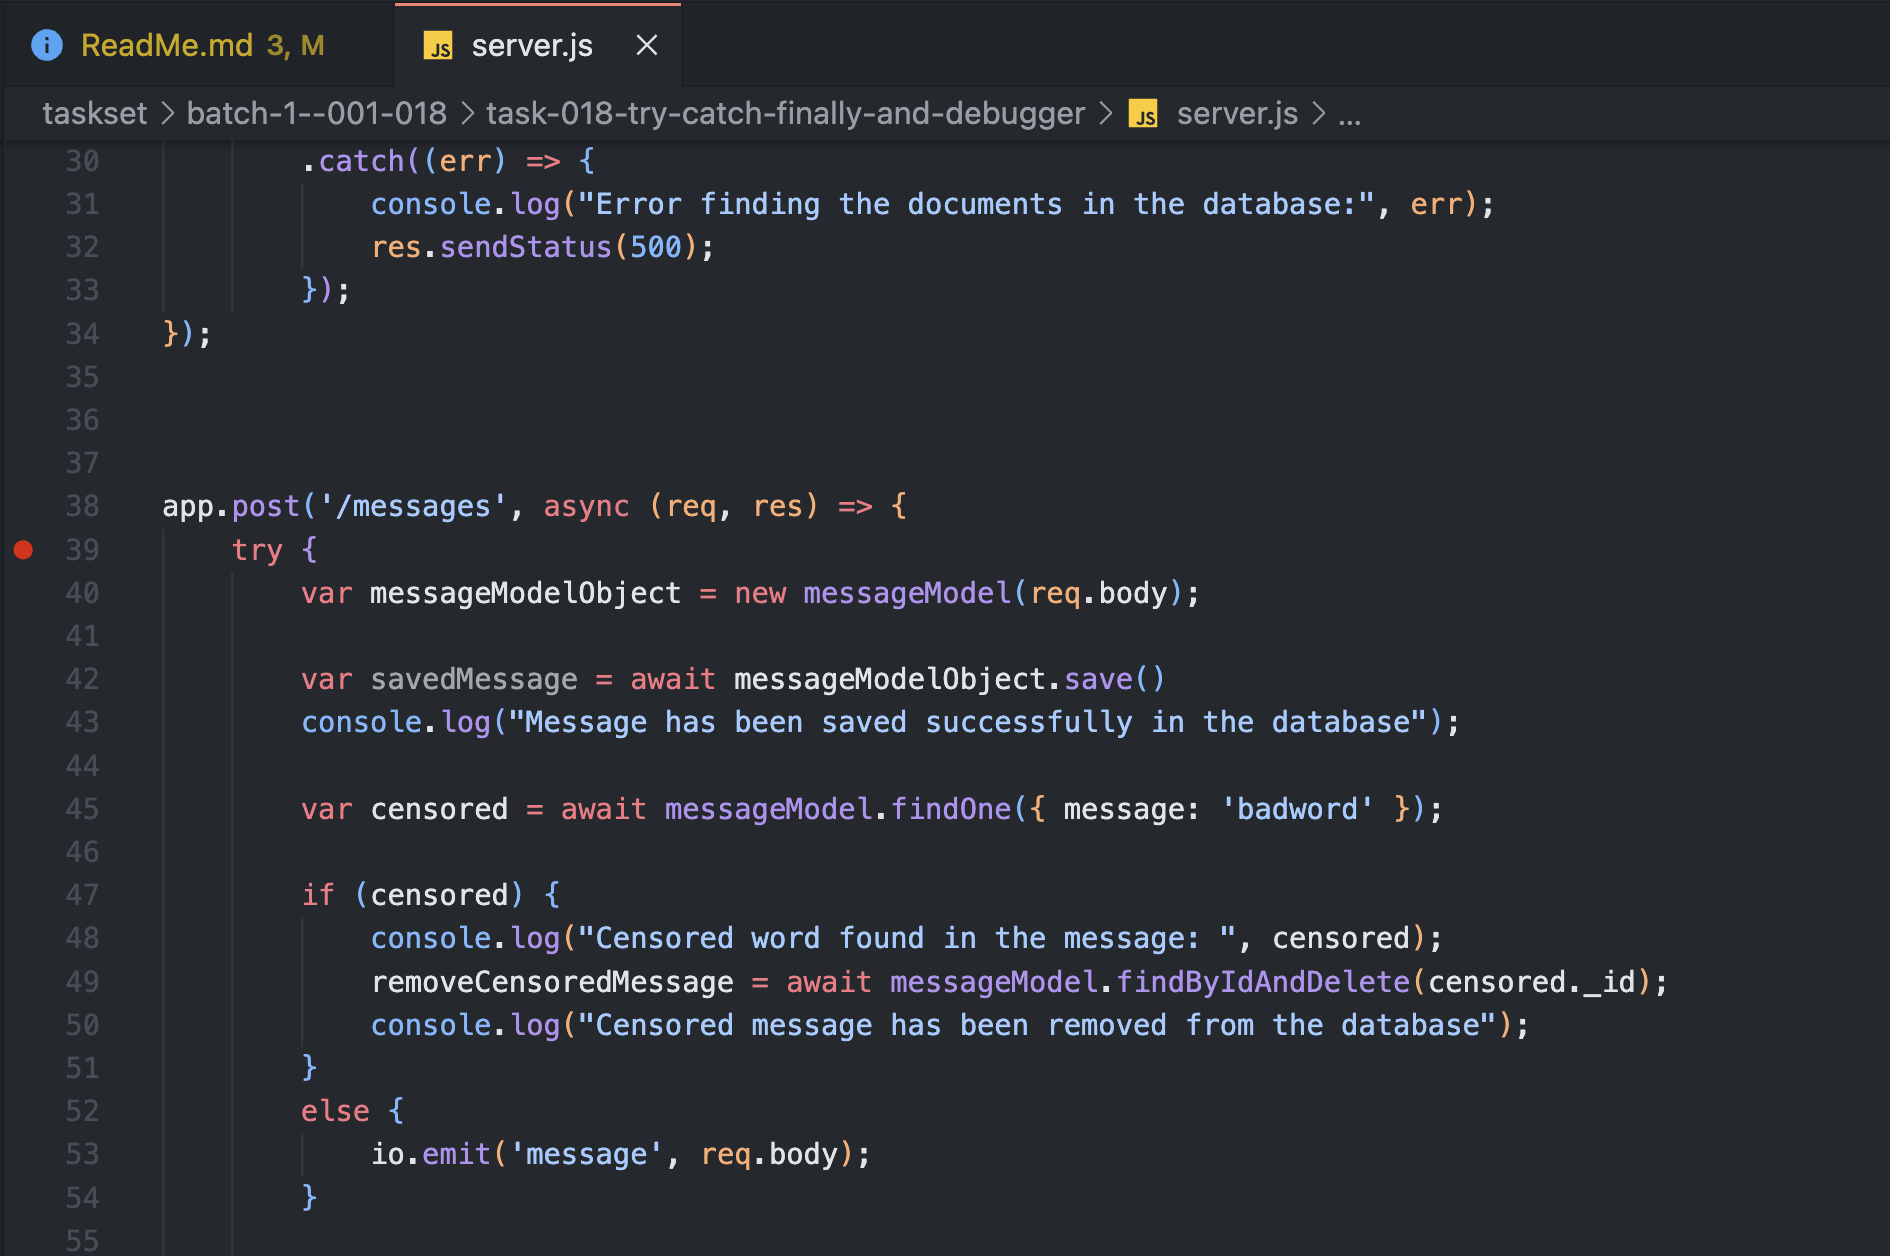 ReadMe.md 3, M
JS server.js
taskset > batch-1--001-018 > task-018-try-catch-finally-and-debugger > JS server.js > ...
30 .catch((err) => {
31 console.log("Error finding the documents in the database:", err);
32 res.sendStatus(500);
33 });
34 });
35
36
37
38 app.post('/messages', async (req, res) => {
39 try {
40 var messageModelObject = new messageModel(req.body);
41
42 var savedMessage = await messageModelObject.save()
43 console.log("Message has been saved successfully in the database");
44
45 var censored = await messageModel.findOne({ message: 'badword' });
46
47 if (censored) {
48 console.log("Censored word found in the message: ", censored);
49 removeCensoredMessage = await messageModel.findByIdAndDelete(censored._id);
50 console.log("Censored message has been removed from the database");
51 }
52 else {
53 io.emit('message', req.body);
54 }
55